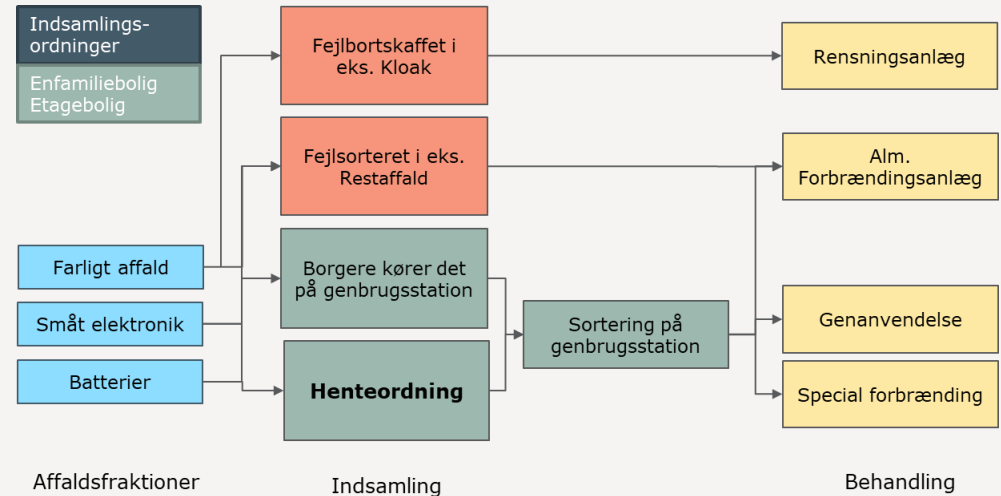 Indsamlings-
ordninger
Enfamiliebolig
Etagebolig
Fejlbortskaffet i
eks. Kloak
Rensningsanlæg
Fejlsorteret i eks.
Restaffald
Alm.
Forbrændingsanlæg
Farligt affald
Småt elektronik
Batterier
Borgere kører det
på genbrugsstation
Henteordning
Sortering på
genbrugsstation
Genanvendelse
Special forbrænding
Affaldsfraktioner
Indsamling
Behandling